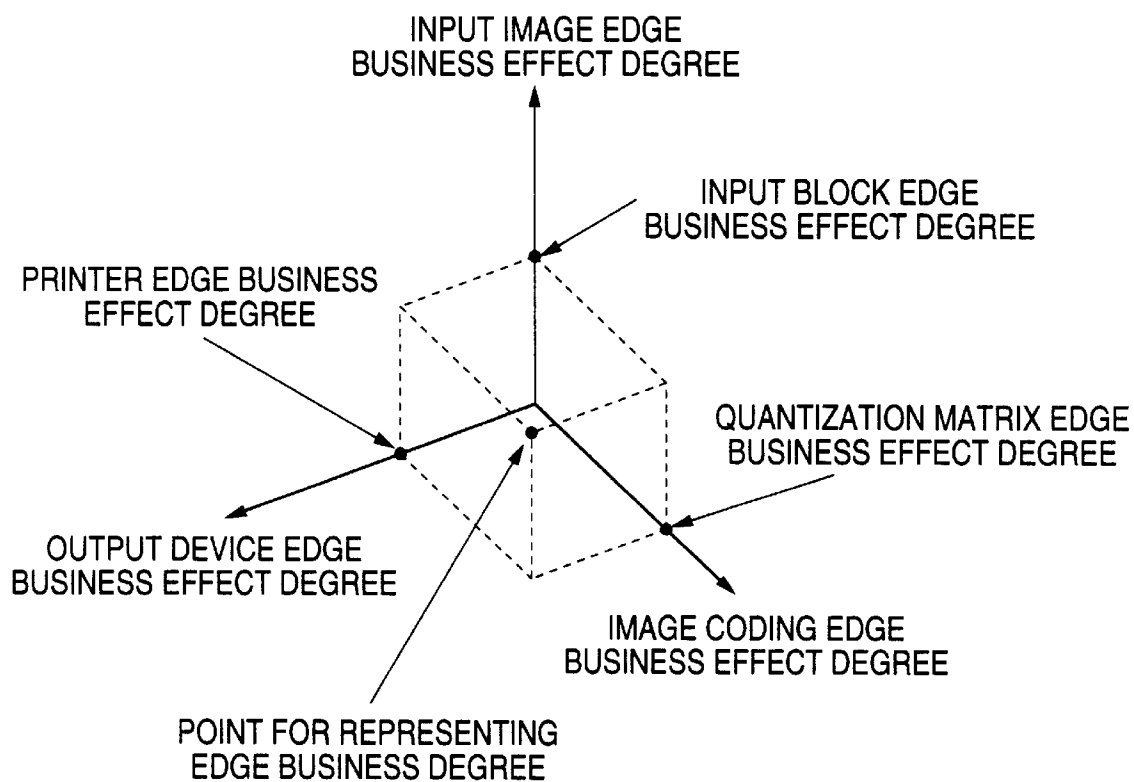 INPUT IMAGE EDGE
BUSINESS EFFECT DEGREE
INPUT BLOCK EDGE
BUSINESS EFFECT DEGREE
PRINTER EDGE BUSINESS
EFFECT DEGREE
QUANTIZATION MATRIX EDGE
BUSINESS EFFECT DEGREE
OUTPUT DEVICE EDGE
BUSINESS EFFECT DEGREE
IMAGE CODING EDGE
BUSINESS EFFECT DEGREE
POINT FOR REPRESENTING
EDGE BUSINESS DEGREE